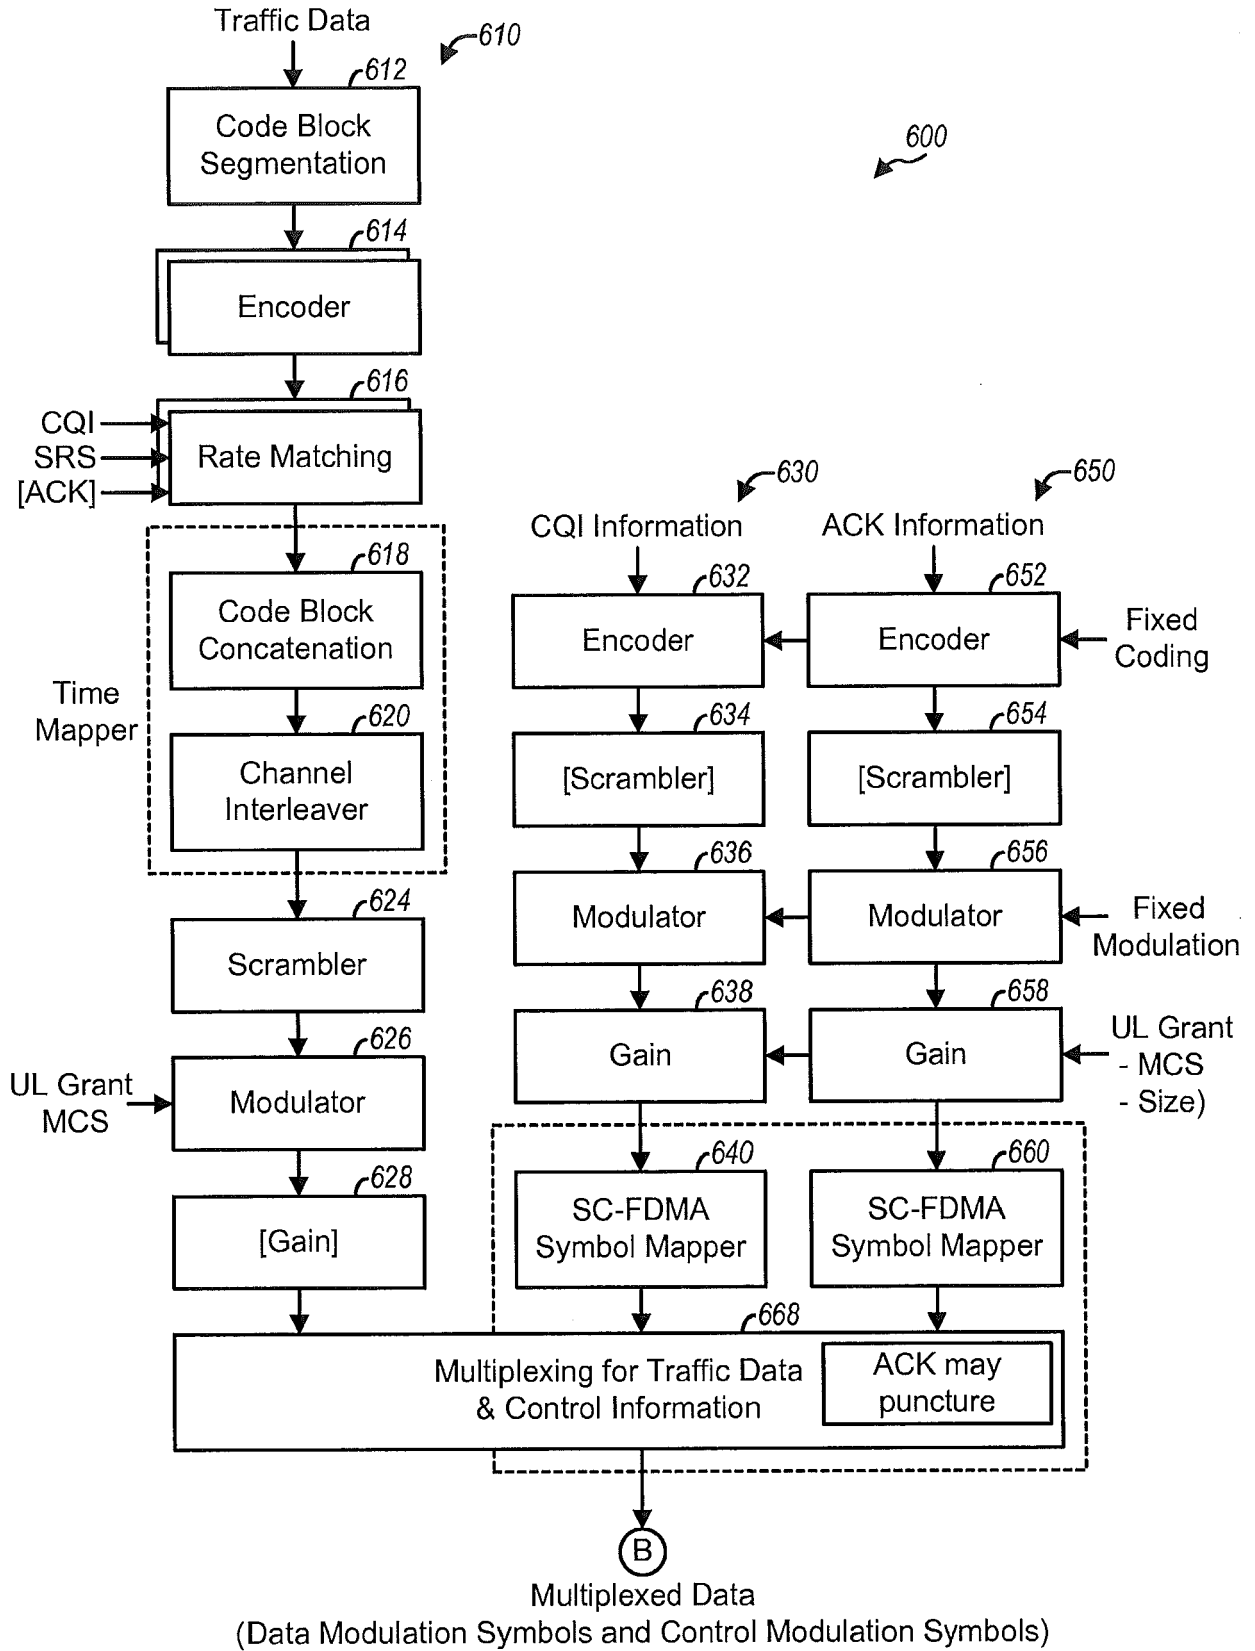 Traffic Data
610
612
Code Block
Segmentation
600
614
Encoder
616
CQI
SRS
[ACK]
Rate Matching
630
650
CQI Information
ACK Information
618
Code Block
Concatenation
632
Encoder
652
Encoder
Fixed
Coding
Time
Mapper
620
Channel
Interleaver
634
[Scrambler]
654
[Scrambler]
636
Modulator
656
Modulator
Fixed
Modulation
624
Scrambler
638
Gain
658
Gain
UL Grant
- MCS
- Size)
626
UL Grant
MCS
Modulator
628
[Gain]
640
SC-FDMA
Symbol Mapper
660
SC-FDMA
Symbol Mapper
668
Multiplexing for Traffic Data
& Control Information
ACK may
puncture
B
Multiplexed Data
(Data Modulation Symbols and Control Modulation Symbols)